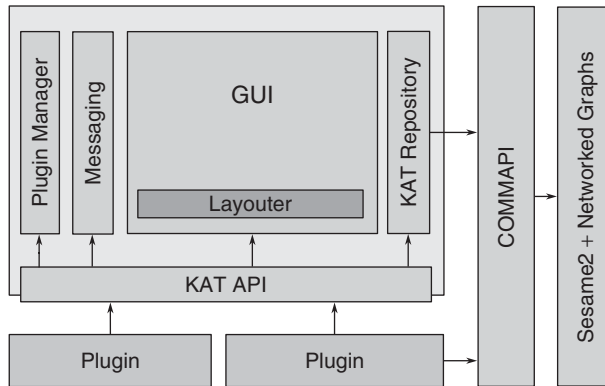 Plugin Manager
Messaging
GUI
Layouter
KAT Repository
COMMAPI
Sesame2 + Networked Graphs
KAT API
Plugin
Plugin